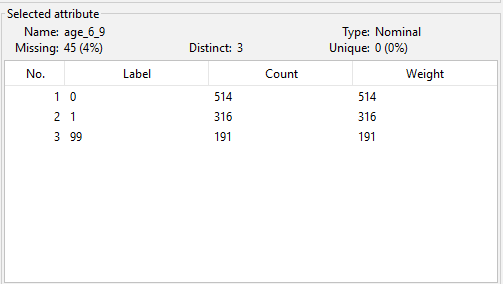 Selected attribute
Name: age_6_9 Type: Nominal
Missing: 45 (4%) Distinct: 3 Unique: 0 (0%)
No. Label Count Weight
1 0 514 514
2 1 316 316
3 99 191 191